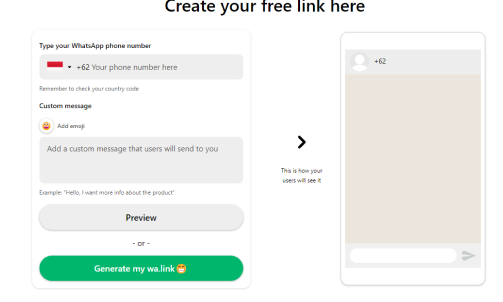 Create your free link here
Type your WhatsApp phone number
+62 Your phone number here
Remember to check your country code
Custom message
Add emoji
Add a custom message that users will send to you
Example: "Hello, I want more info about the product".
Preview
- or -
Generate my wa.link
This is how your
users will see it
+62